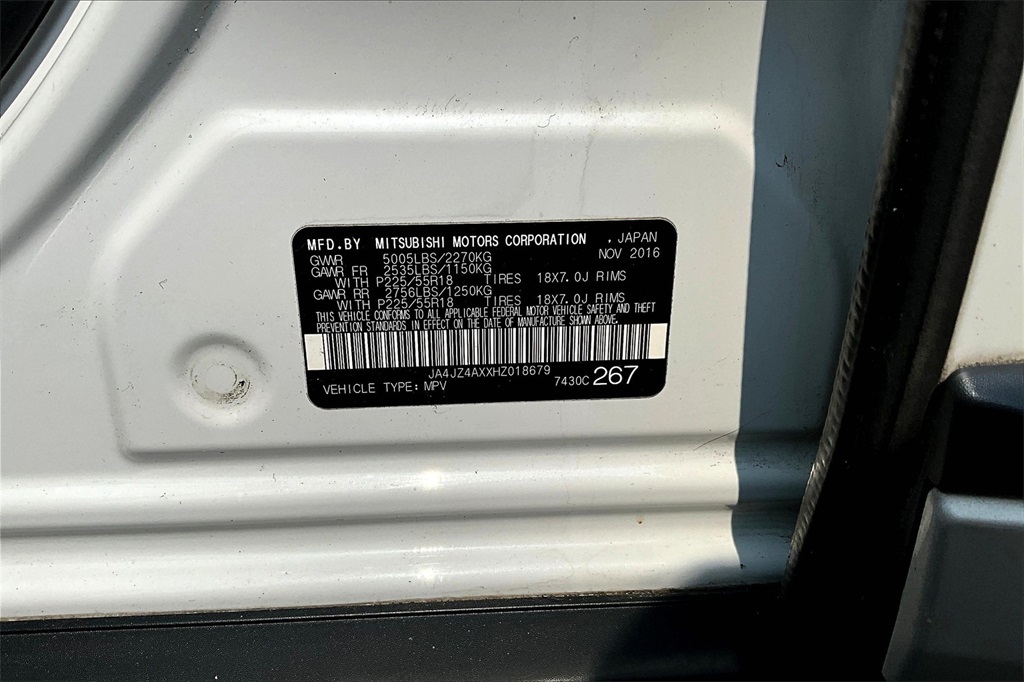 MFD.BY MITSUBISHI MOTORS CORPORATION . JAPAN
GVWR 5005LBS/2270KG NOV 2016
GAWR FR 2535LBS/1150KG
WITH P225/55R18 TIRES 18X7.0J RIMS
GAWR RR 2756LBS/1250KG
WITH P225/55R18 TIRES 18X7.0J RIMS
THIS VEHICLE CONFORMS TO ALL APPLICABLE FEDERAL MOTOR VEHICLE SAFETY AND THEFT
PREVENTION STANDARDS IN EFFECT ON THE DATE OF MANUFACTURE SHOWN ABOVE.
JA4JZ4AXXHZ018679
VEHICLE TYPE: MPV 7430C 267